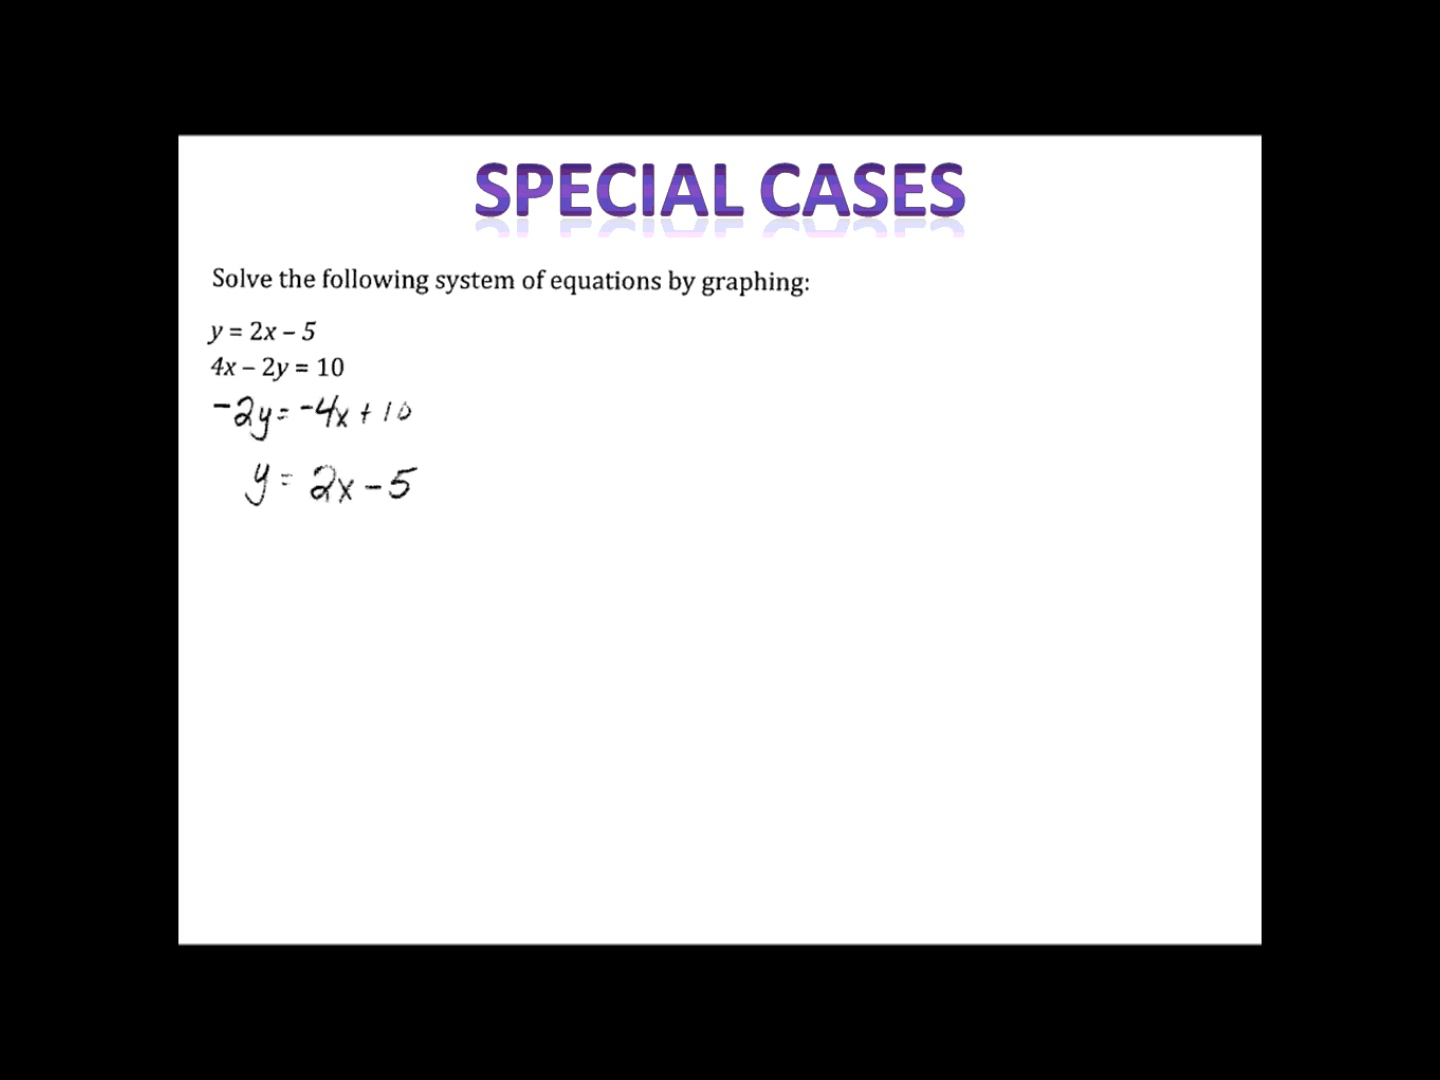 SPECIAL CASES
Solve the following system of equations by graphing:
y = 2x – 5
4x – 2y = 10
-2y = -4x + 10
y = 2x - 5